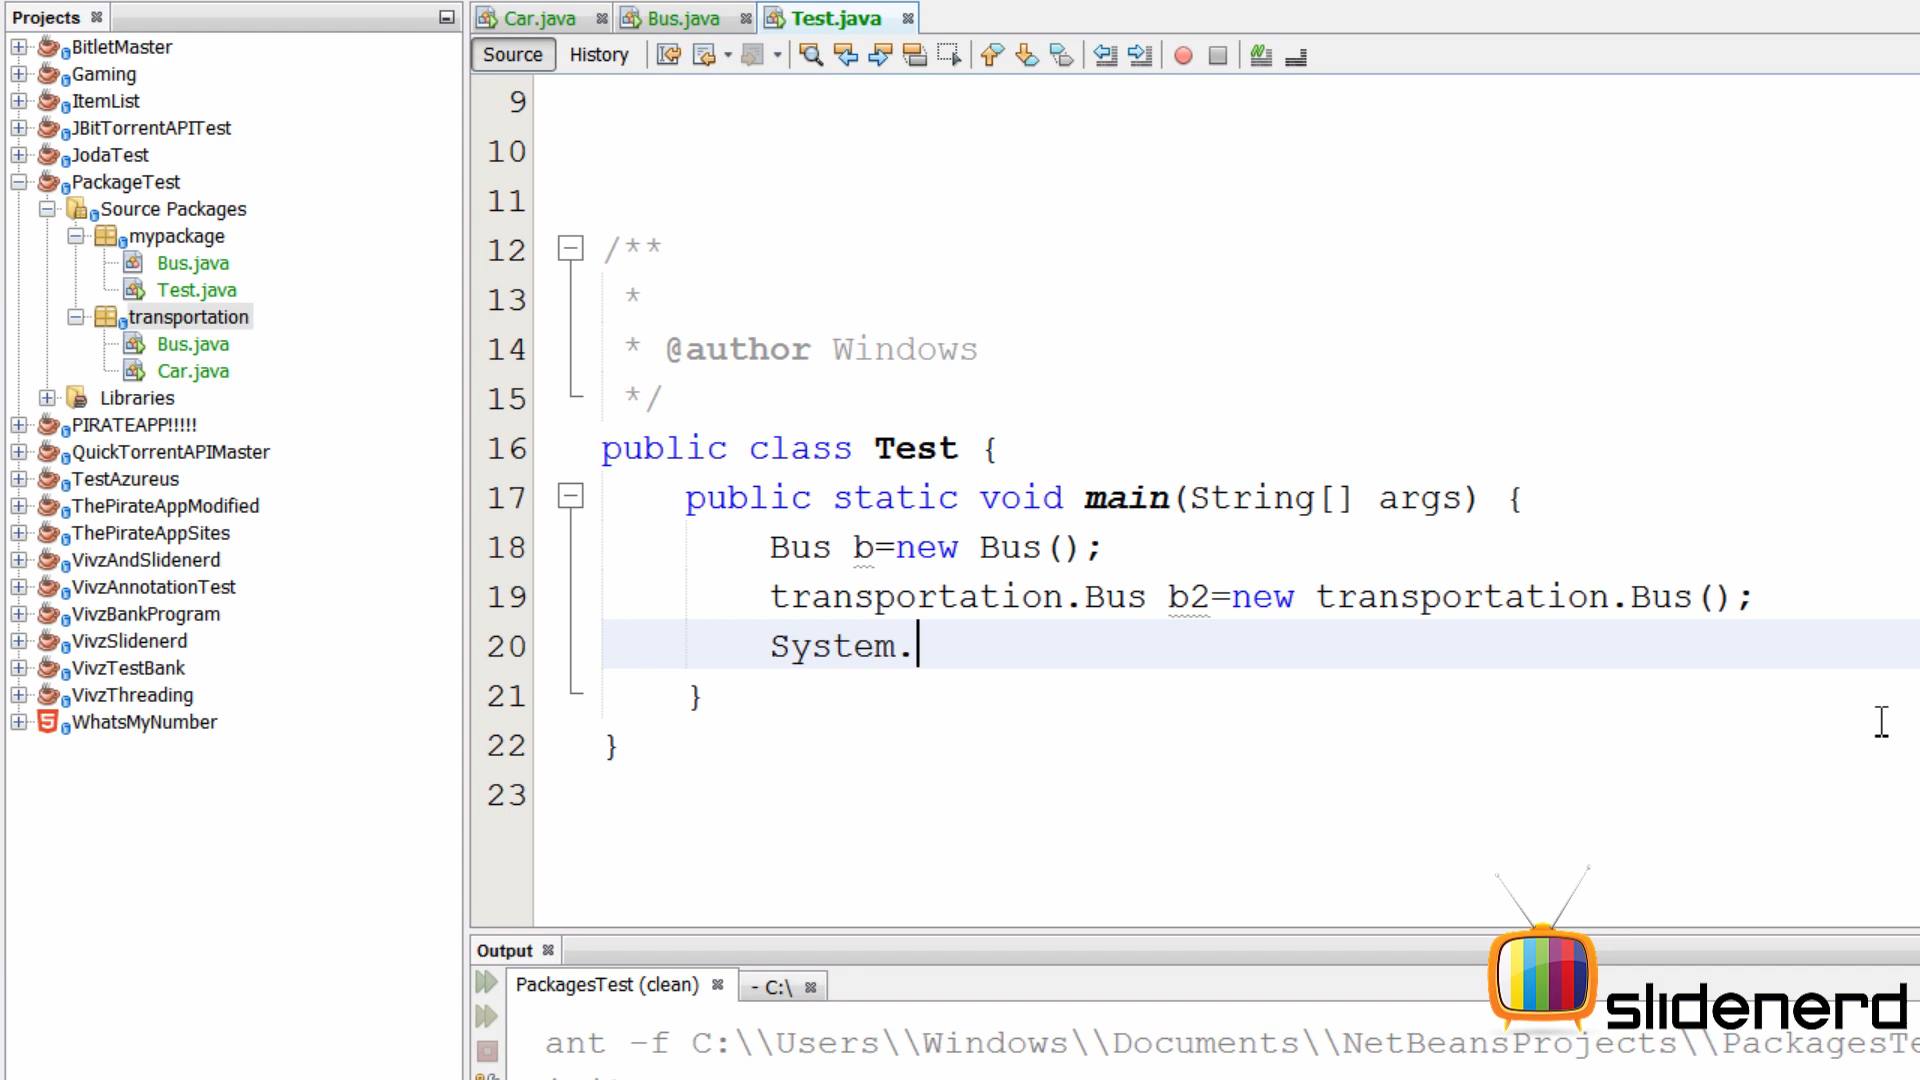 Projects
BitletMaster
Gaming
ItemList
JBitTorrentAPITest
JodaTest
PackageTest
Source Packages
mypackage
Bus.java
Test.java
transportation
Bus.java
Car.java
Libraries
PIRATEAPP!!!!!
QuickTorrentAPIMaster
TestAzureus
ThePirateAppModified
ThePirateAppSites
VivzAndSlidenerd
VivzAnnotationTest
VivzBankProgram
VivzSlidenerd
VivzTestBank
VivzThreading
WhatsMyNumber
Car.java Bus.java Test.java
Source History
9
10
11
12 /**
13 *
14 * @author Windows
15 */
16 public class Test {
17 public static void main(String[] args) {
18 Bus b=new Bus();
19 transportation.Bus b2=new transportation.Bus();
20 System.
21 }
22 }
23
Output
PackagesTest (clean) - C:\
ant -f C:\\Users\\Windows\\Documents\\NetBeansProjects\\PackagesTe
slidenerd